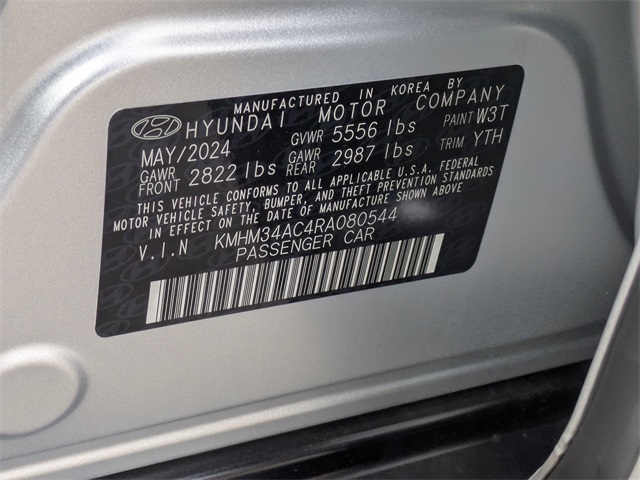 MANUFACTURED IN KOREA BY
HYUNDAI MOTOR COMPANY
MAY/2024 GVWR 5556 lbs PAINT W3T
GAWR FRONT 2822 lbs GAWR REAR 2987 lbs TRIM YTH
THIS VEHICLE CONFORMS TO ALL APPLICABLE U.S.A. FEDERAL
MOTOR VEHICLE SAFETY, BUMPER, AND THEFT PREVENTION STANDARDS
IN EFFECT ON THE DATE OF MANUFACTURE SHOWN ABOVE
V.I.N KMHM34AC4RA080544
PASSENGER CAR